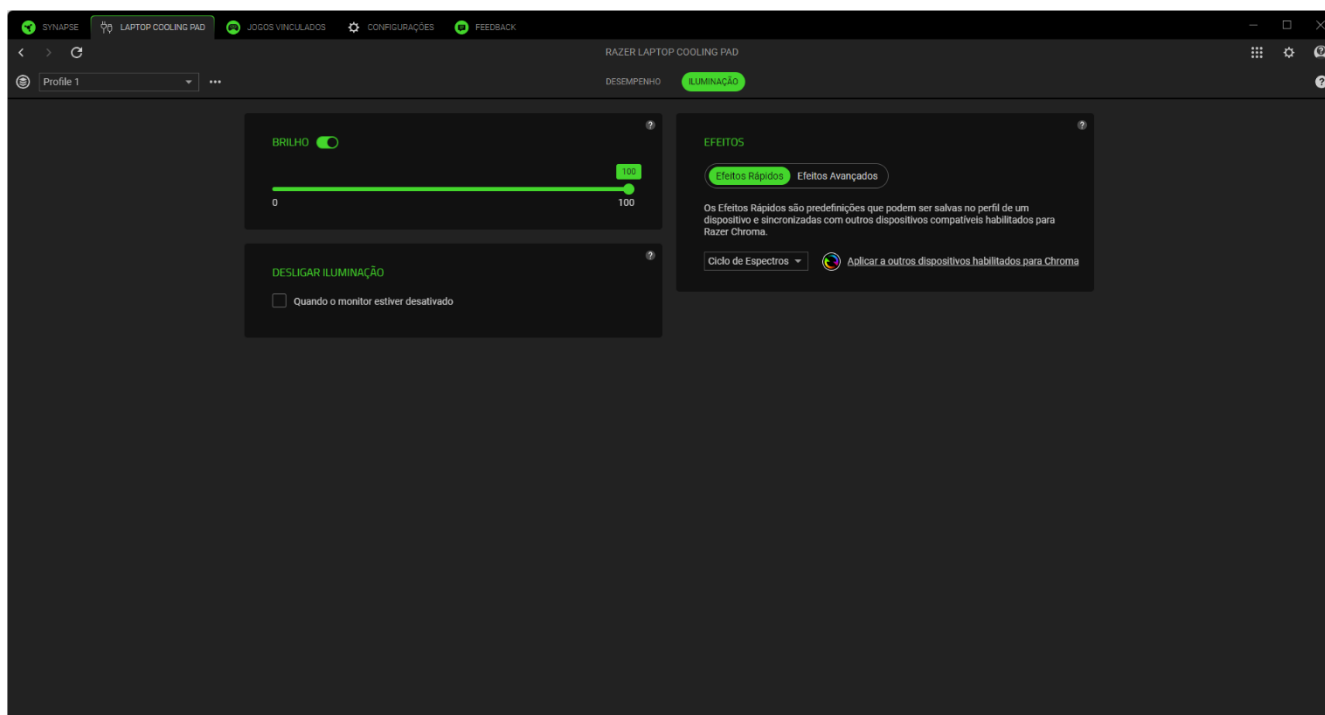 SYNAPSE
LAPTOP COOLING PAD
JOGOS VINCULADOS
CONFIGURAÇÕES
FEEDBACK
RAZER LAPTOP COOLING PAD
Profile 1
DESEMPENHO
ILUMINAÇÃO
BRILHO
100
0
100
DESLIGAR ILUMINAÇÃO
Quando o monitor estiver desativado
EFEITOS
Efeitos Rápidos
Efeitos Avançados
Os Efeitos Rápidos são predefinições que podem ser salvas no perfil de um
dispositivo e sincronizadas com outros dispositivos compatíveis habilitados para
Razer Chroma.
Ciclo de Espectros
Aplicar a outros dispositivos habilitados para Chroma